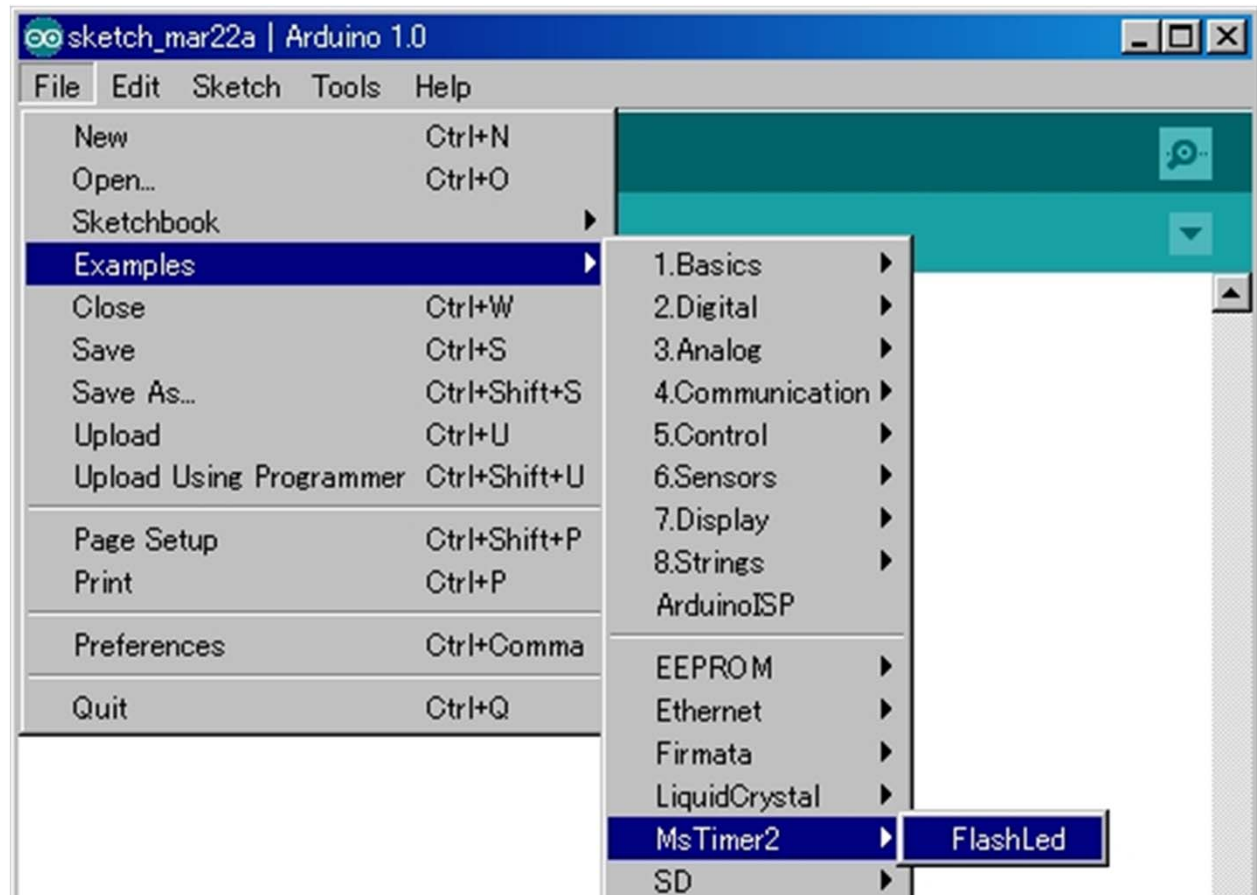 sketch_mar22a | Arduino 1.0
File Edit Sketch Tools Help
New Ctrl+N
Open... Ctrl+O
Sketchbook
Examples
Close Ctrl+W
Save Ctrl+S
Save As... Ctrl+Shift+S
Upload Ctrl+U
Upload Using Programmer Ctrl+Shift+U
Page Setup Ctrl+Shift+P
Print Ctrl+P
Preferences Ctrl+Comma
Quit Ctrl+Q
1.Basics
2.Digital
3.Analog
4.Communication
5.Control
6.Sensors
7.Display
8.Strings
ArduinoISP
EEPROM
Ethernet
Firmata
LiquidCrystal
MsTimer2
SD
FlashLed